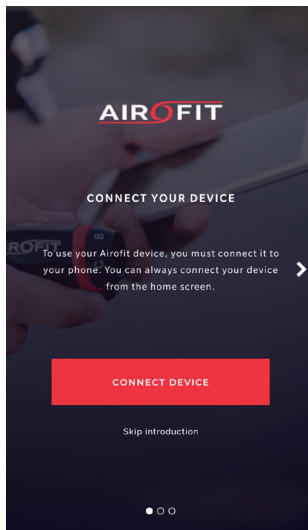 AIROFIT
CONNECT YOUR DEVICE
AIROFIT
To use your Airofit device, you must connect it to
your phone. You can always connect your device
from the home screen.
CONNECT DEVICE
Skip introduction